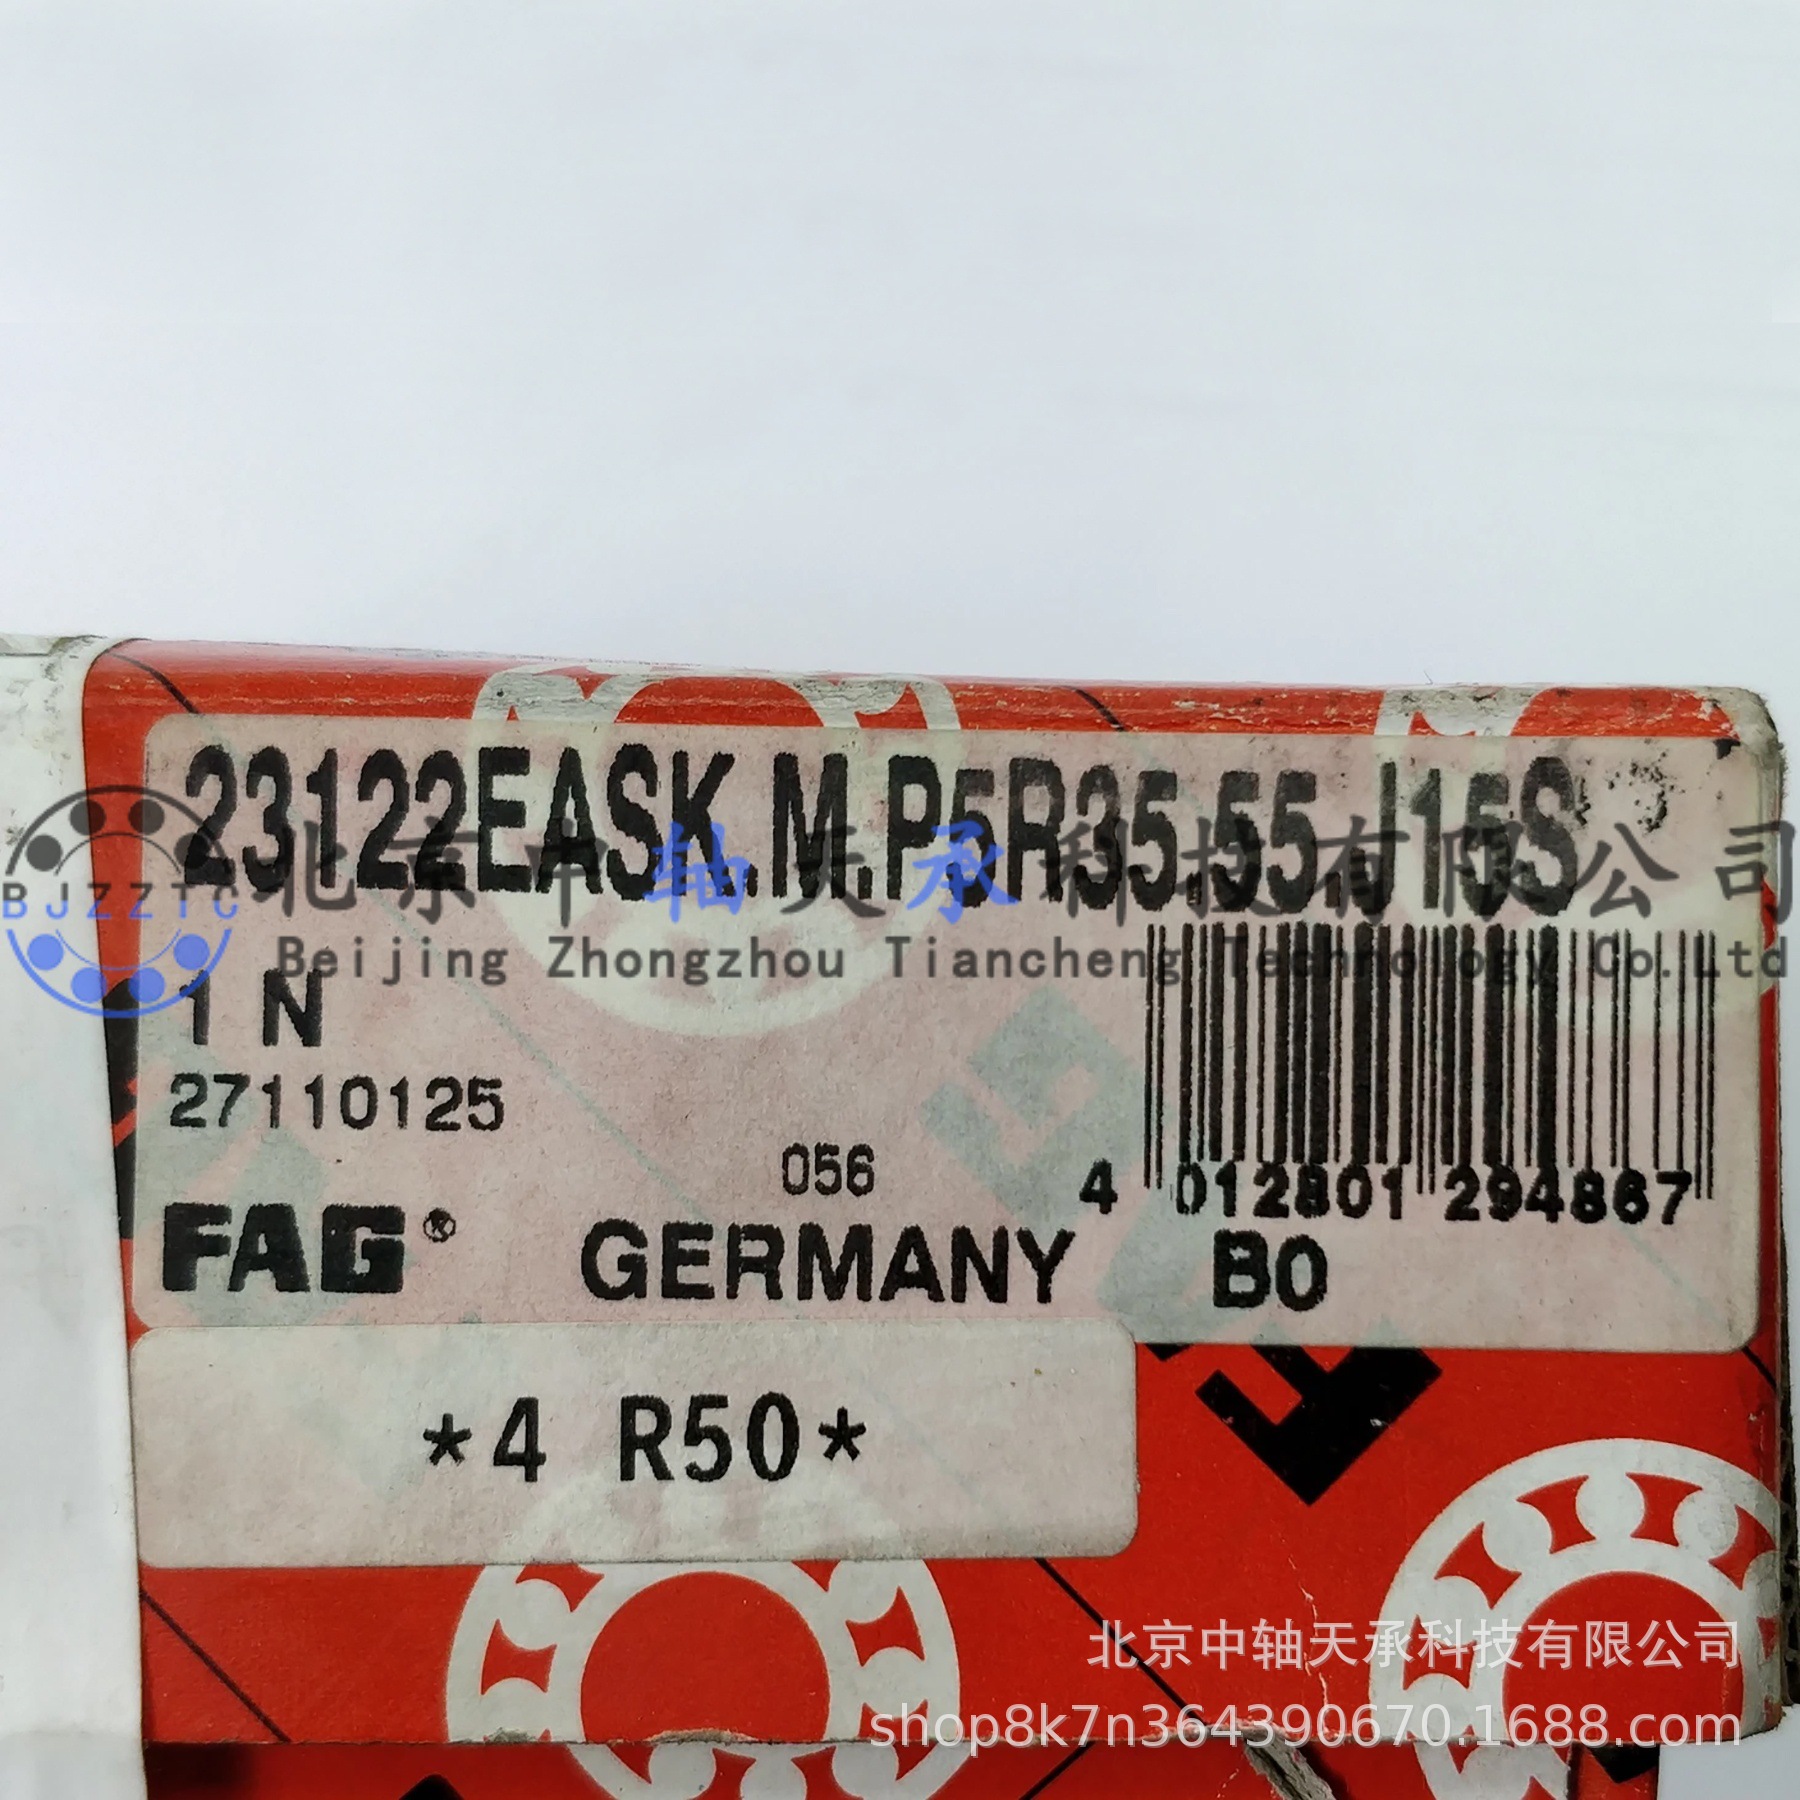 23122EASK.M.P5R35.55.J15S
北京中轴天承科技有限公司
BJZZTC
Beijing Zhongzhou Tiancheng Technology Co.Ltd
1 N
27110125
056
4 012801 294867
FAG®
GERMANY
B0
*4 R50*
北京中轴天承科技有限公司
shop8k7n364390670.1688.com